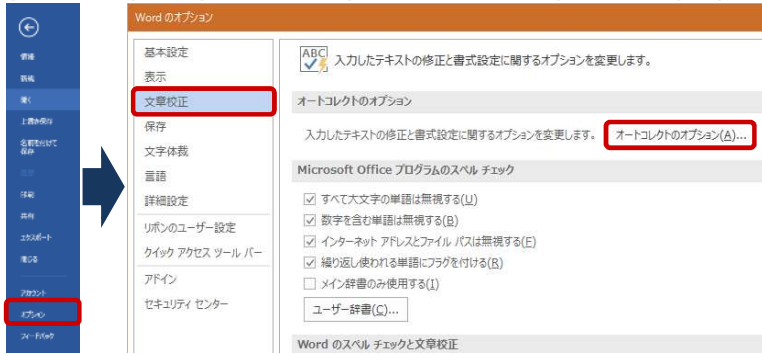 情報
新規
開く
上書き保存
名前を付けて
保存
印刷
共有
エクスポート
閉じる
アカウント
オプション
フィードバック
Word のオプション
基本設定
表示
文章校正
保存
文字体裁
言語
詳細設定
リボンのユーザー設定
クイック アクセス ツール バー
アドイン
セキュリティ センター
ABC
入力したテキストの修正と書式設定に関するオプションを変更します。
オートコレクトのオプション
入力したテキストの修正と書式設定に関するオプションを変更します。 オートコレクトのオプション(A)...
Microsoft Office プログラムのスペル チェック
すべて大文字の単語は無視する(U)
数字を含む単語は無視する(B)
インターネット アドレスとファイル パスは無視する(F)
繰り返し使われる単語にフラグを付ける(R)
メイン辞書のみ使用する(I)
ユーザー辞書(C)...
Word のスペル チェックと文章校正